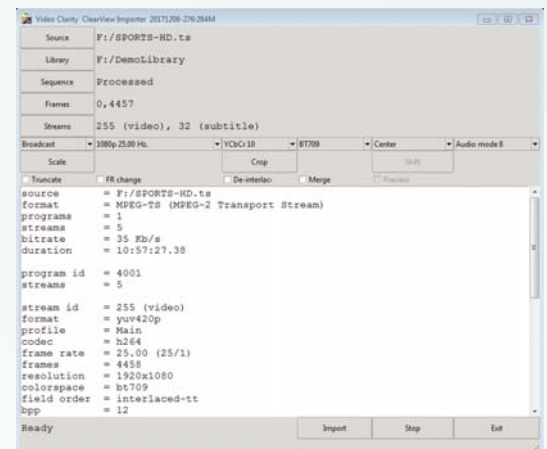 Video Clarity ClearView Importer 20171208-276:284M
Source F:/SPORTS-HD.ts
Library F:/DemoLibrary
Sequence Processed
Frames 0,4457
Streams 255 (video), 32 (subtitle)
Broadcast 1080p 25.00 Hz. YCbCr 10 BT709 Center Audio mode 8
Scale Crop Shift
Truncate FR change De-interlace Merge Preview
source = F:/SPORTS-HD.ts
format = MPEG-TS (MPEG-2 Transport Stream)
programs = 1
streams = 5
bitrate = 35 Kb/s
duration = 10:57:27.38
program id = 4001
streams = 5
stream id = 255 (video)
format = yuv420p
profile = Main
codec = h264
frame rate = 25.00 (25/1)
frames = 4458
resolution = 1920x1080
colorspace = bt709
field order = interlaced-tt
bpp = 12
Ready Import Stop Exit